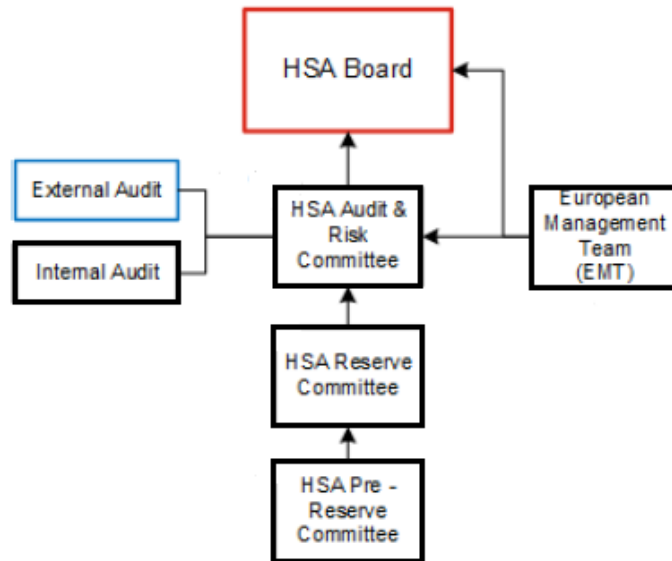 HSA Board
External Audit
HSA Audit &
Risk
Committee
European
Management
Team
(EMT)
Internal Audit
HSA Reserve
Committee
HSA Pre -
Reserve
Committee